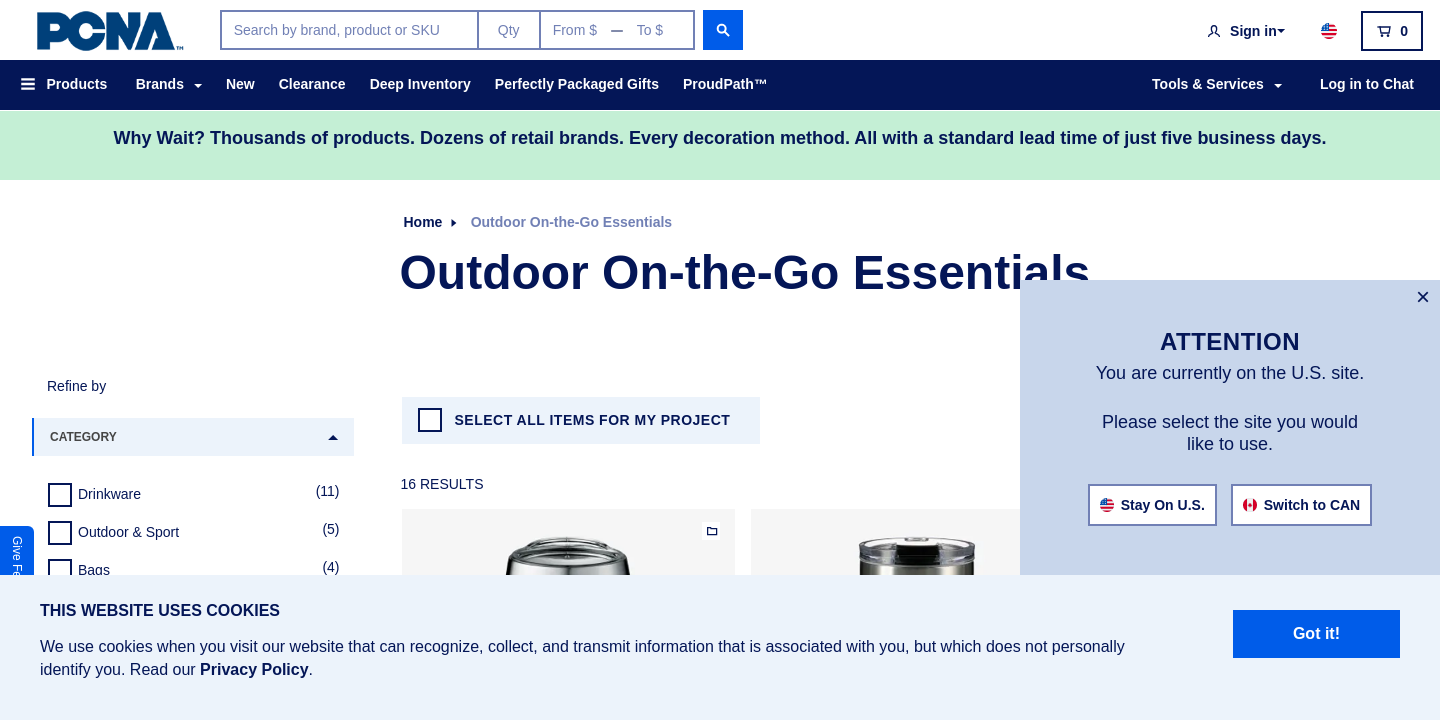 PCNA™
Search by brand, product or SKU
Qty
From $ — To $
Sign in
0
Products
Brands
New
Clearance
Deep Inventory
Perfectly Packaged Gifts
ProudPath™
Tools & Services
Log in to Chat
Why Wait? Thousands of products. Dozens of retail brands. Every decoration method. All with a standard lead time of just five business days.
Home
Outdoor On-the-Go Essentials
Outdoor On-the-Go Essentials
ATTENTION
You are currently on the U.S. site.
Please select the site you would
like to use.
Stay On U.S.
Switch to CAN
Refine by
CATEGORY
Drinkware (11)
Outdoor & Sport (5)
Bags (4)
SELECT ALL ITEMS FOR MY PROJECT
16 RESULTS
Give
THIS WEBSITE USES COOKIES
We use cookies when you visit our website that can recognize, collect, and transmit information that is associated with you, but which does not personally
identify you. Read our Privacy Policy.
Got it!